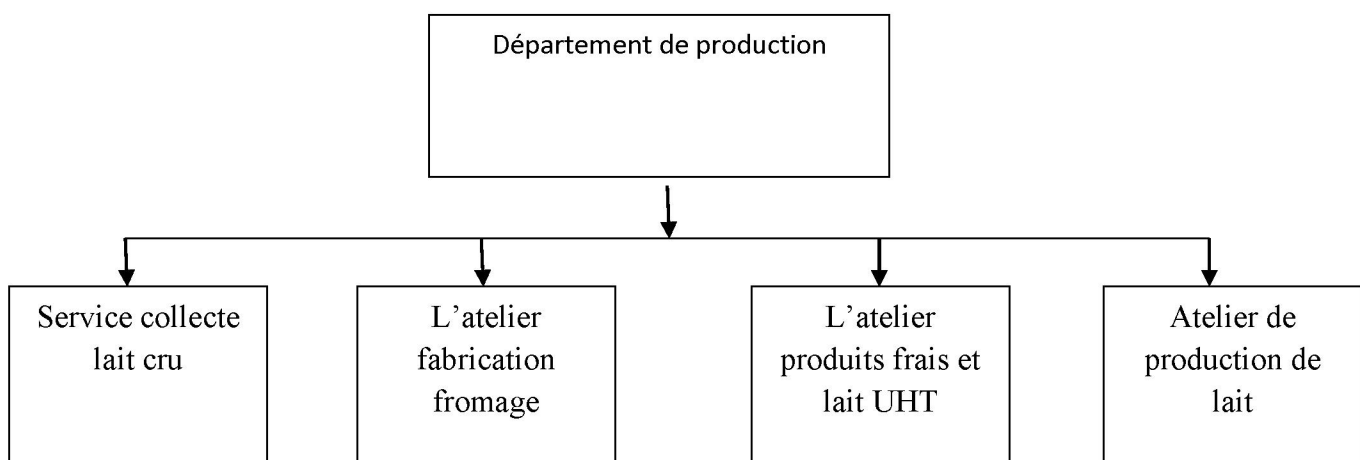 Département de production
Service collecte
lait cru
L’atelier
fabrication
fromage
L’atelier
produits frais et
lait UHT
Atelier de
production de
lait